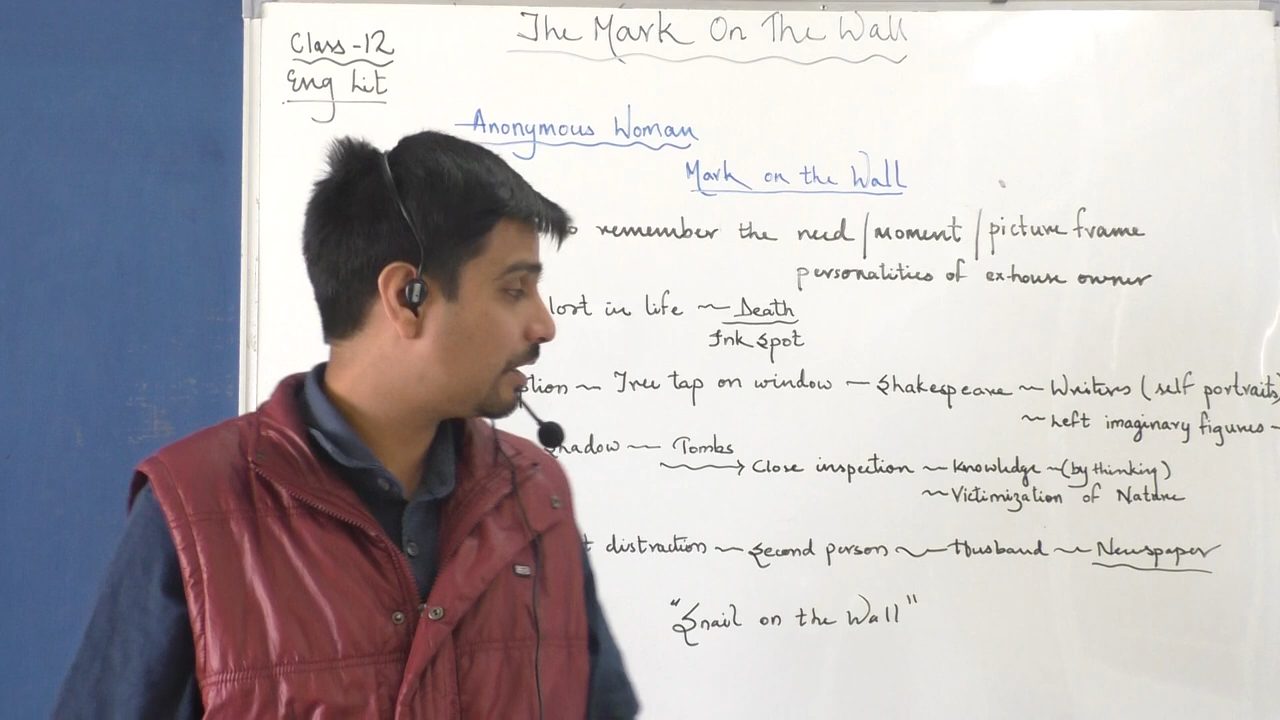 The Mark On The Wall
Class-12
Eng Lit
Anonymous Woman
Mark on the Wall
remember the need / moment / picture frame
personalities of exhouse owner
lost in life ~ Death
Ink Spot
~ Tree tap on window — Shakespeare ~ Writers (self portraits)
~ Left imaginary figures -
Shadow — Tombs
→ Close inspection ~ Knowledge ~ (by thinking)
~ Victimization of Nature
distraction ~ Second person ~ Husband ~ Newspaper
"Snail on the Wall"